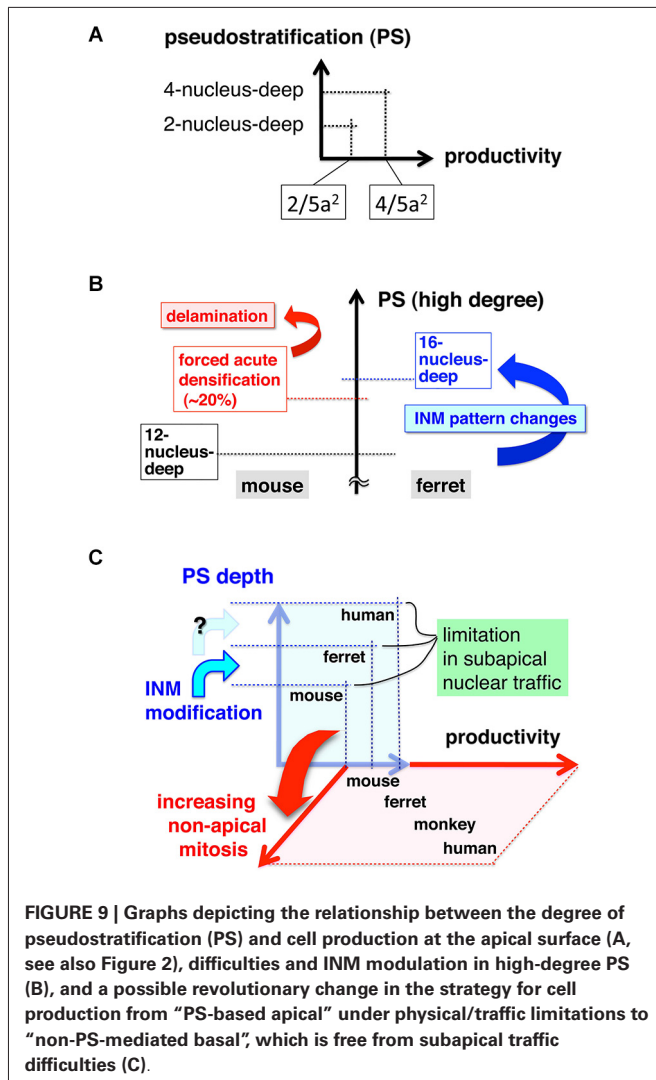 A
pseudostratification (PS)
4-nucleus-deep
2-nucleus-deep
productivity
2/5a²
4/5a²
B
PS (high degree)
delamination
forced acute
densification
(~20%)
12-
nucleus-
deep
mouse
16-
nucleus-
deep
INM pattern changes
ferret
C
PS depth
?
INM
modification
human
ferret
mouse
limitation
in subapical
nuclear traffic
productivity
mouse
ferret
monkey
human
increasing
non-apical
mitosis
FIGURE 9 | Graphs depicting the relationship between the degree of
pseudostratification (PS) and cell production at the apical surface (A,
see also Figure 2), difficulties and INM modulation in high-degree PS
(B), and a possible revolutionary change in the strategy for cell
production from “PS-based apical” under physical/traffic limitations to
“non-PS-mediated basal”, which is free from subapical traffic
difficulties (C).